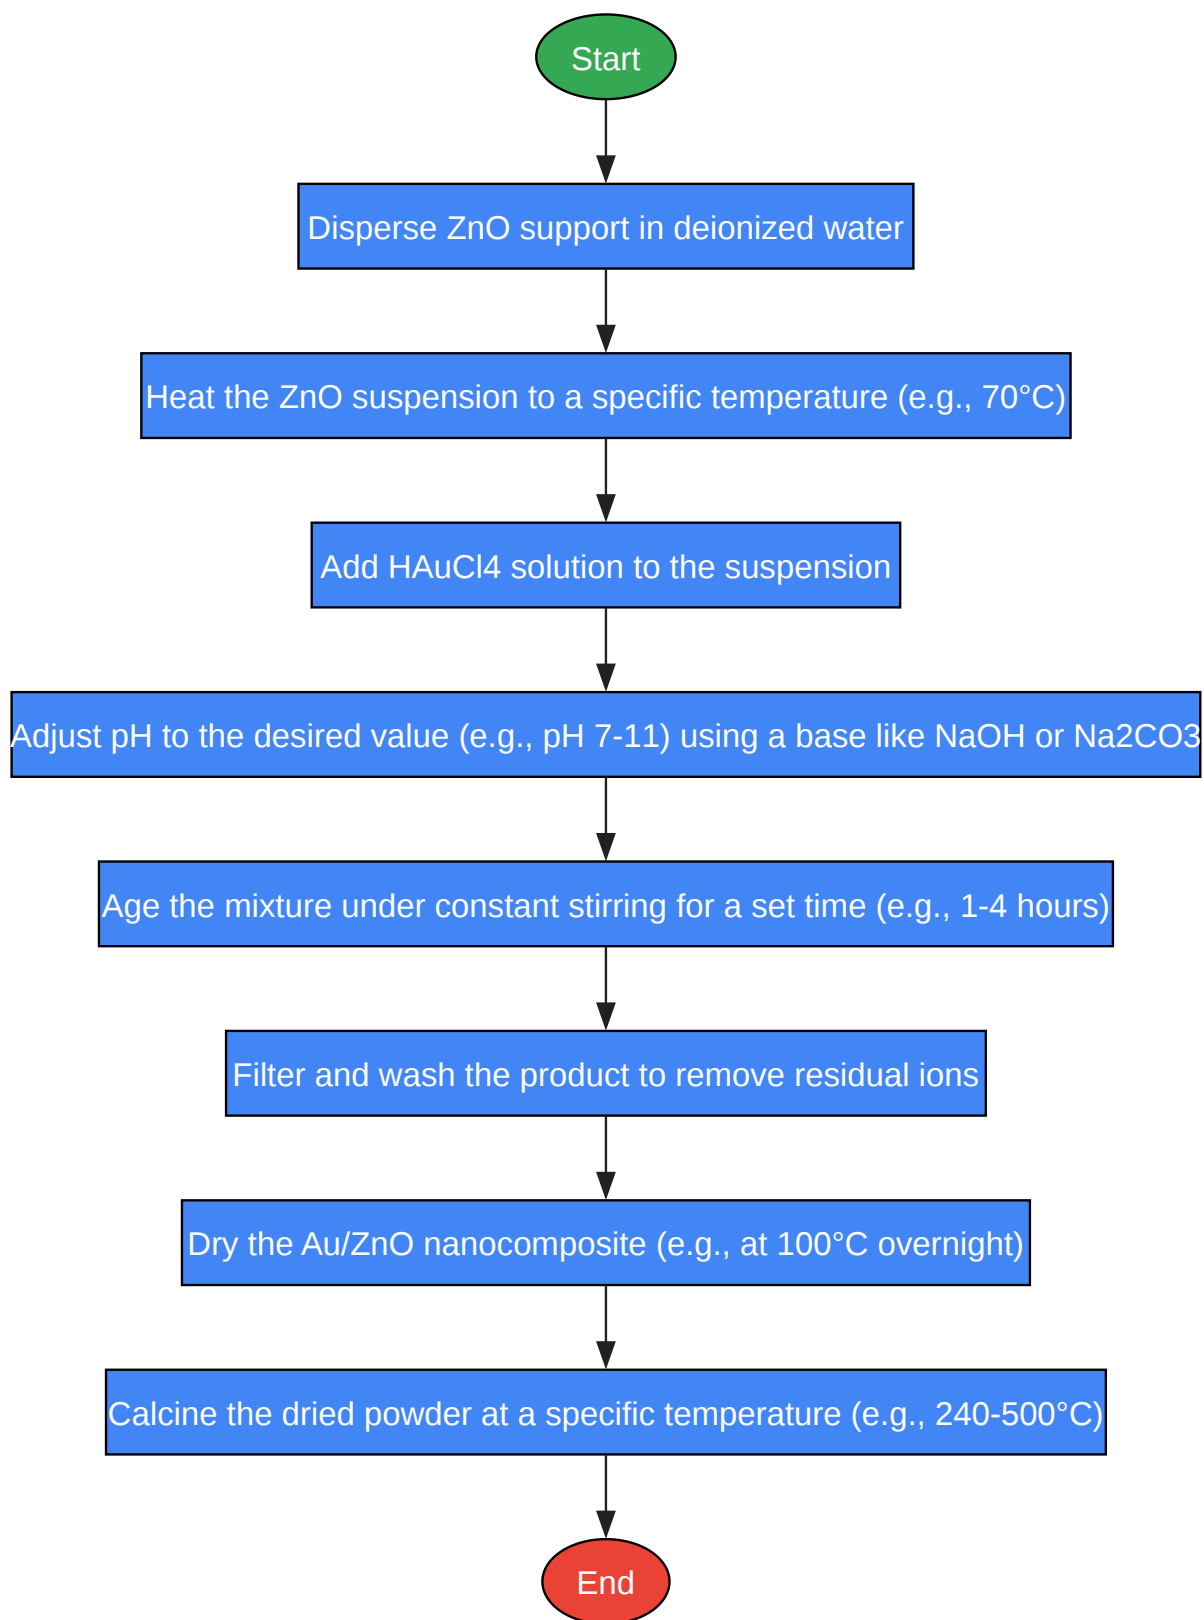 Start
Disperse ZnO support in deionized water
Heat the ZnO suspension to a specific temperature (e.g., 70°C)
Add HAuCl4 solution to the suspension
Adjust pH to the desired value (e.g., pH 7-11) using a base like NaOH or Na2CO3
Age the mixture under constant stirring for a set time (e.g., 1-4 hours)
Filter and wash the product to remove residual ions
Dry the Au/ZnO nanocomposite (e.g., at 100°C overnight)
Calcine the dried powder at a specific temperature (e.g., 240-500°C)
End